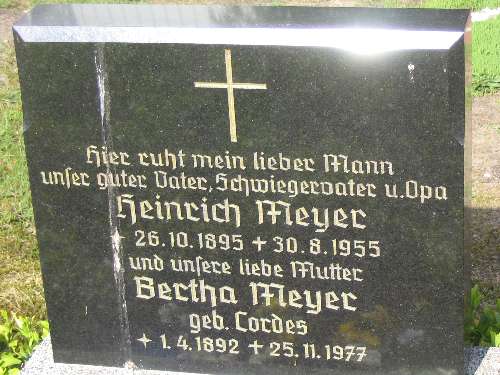 Hier ruht mein lieber Mann
unser guter Vater, Schwiegervater u. Opa
Heinrich Meyer
* 26.10.1895 + 30.8.1955
und unsere liebe Mutter
Bertha Meyer
geb. Cordes
* 1.4.1892 + 25.11.1977